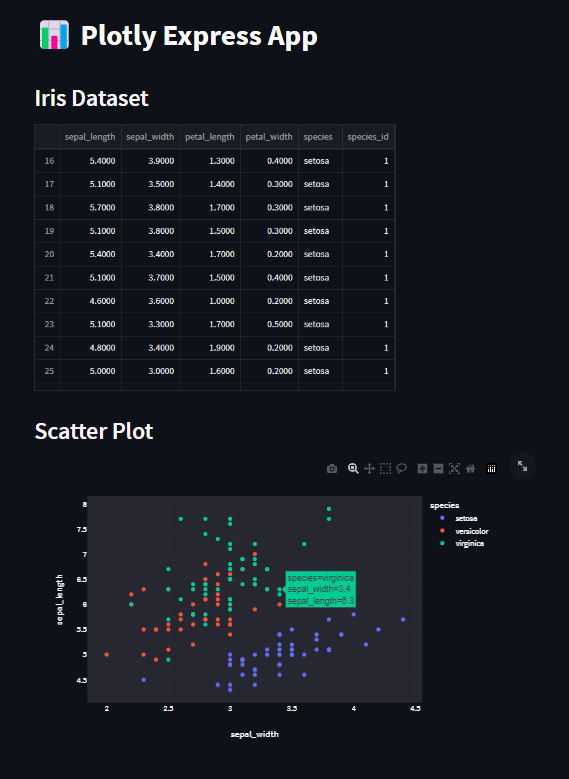 Plotly Express App
Iris Dataset
sepal_length sepal_width petal_length petal_width species species_id
16 5.4000 3.9000 1.3000 0.4000 setosa 1
17 5.1000 3.5000 1.4000 0.3000 setosa 1
18 5.7000 3.8000 1.7000 0.3000 setosa 1
19 5.1000 3.8000 1.5000 0.3000 setosa 1
20 5.4000 3.4000 1.7000 0.2000 setosa 1
21 5.1000 3.7000 1.5000 0.4000 setosa 1
22 4.6000 3.6000 1.0000 0.2000 setosa 1
23 5.1000 3.3000 1.7000 0.5000 setosa 1
24 4.8000 3.4000 1.9000 0.2000 setosa 1
25 5.0000 3.0000 1.6000 0.2000 setosa 1
Scatter Plot
species
setosa
versicolor
virginica
8
7.5
7
6.5
6
5.5
5
4.5
sepal_length
species=virginica
sepal_width=3.4
sepal_length=6.3
2 2.5 3 3.5 4 4.5
sepal_width